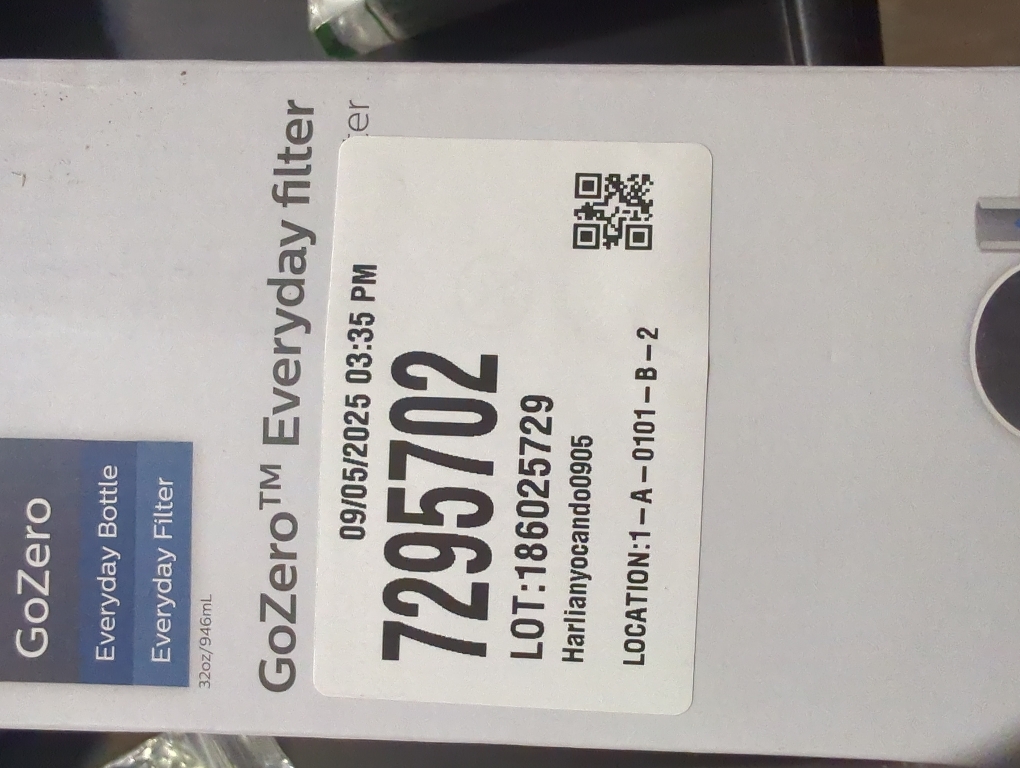 GoZero
Everyday Bottle
Everyday Filter
32oz/946mL
GoZero™ Everyday filter
09/05/2025 03:35 PM
7295702
LOT:186025729
Harlianyocando0905
LOCATION:1-A-0101-B-2